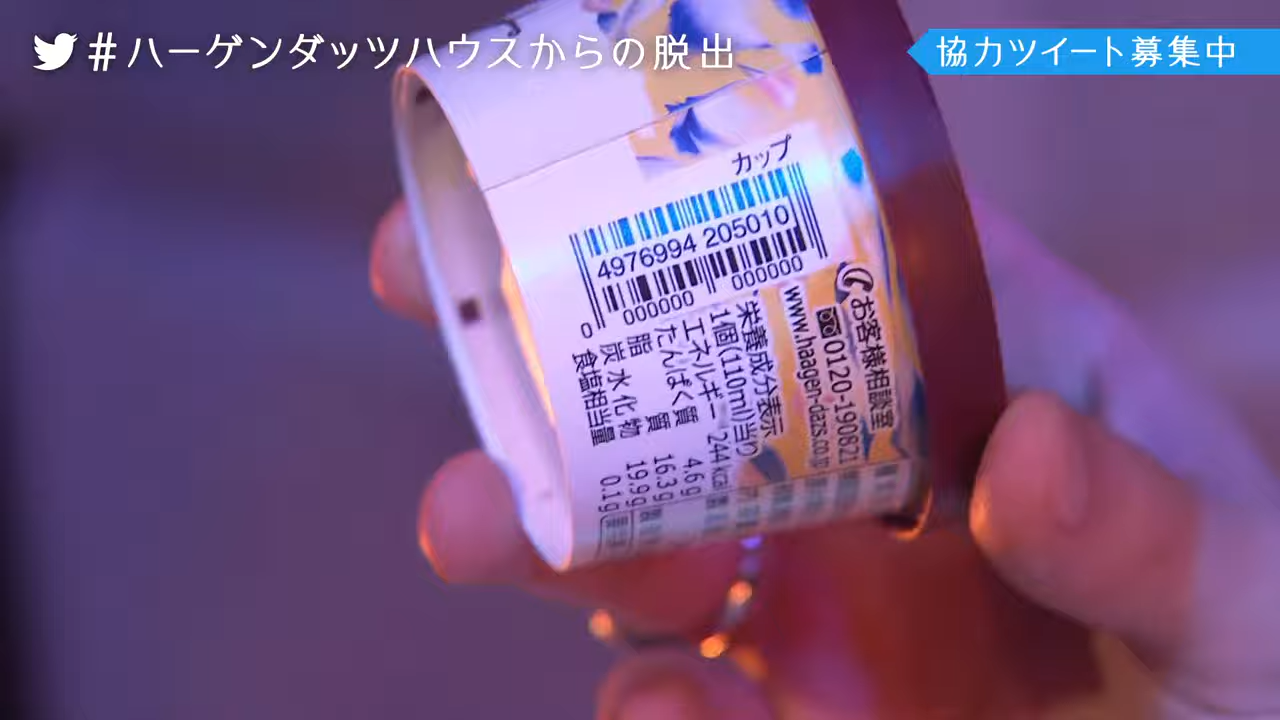 #ハーゲンダッツハウスからの脱出
協力ツイート募集中
カップ
4976994 205010
0 000000 000000
お客様相談室
0120-190821
www.haagen-dazs.co.jp
栄養成分表示
1個(110ml)当り
エネルギー 244kcal
たんぱく質 4.6g
脂質 16.3g
炭水化物 19.9g
食塩相当量 0.1g